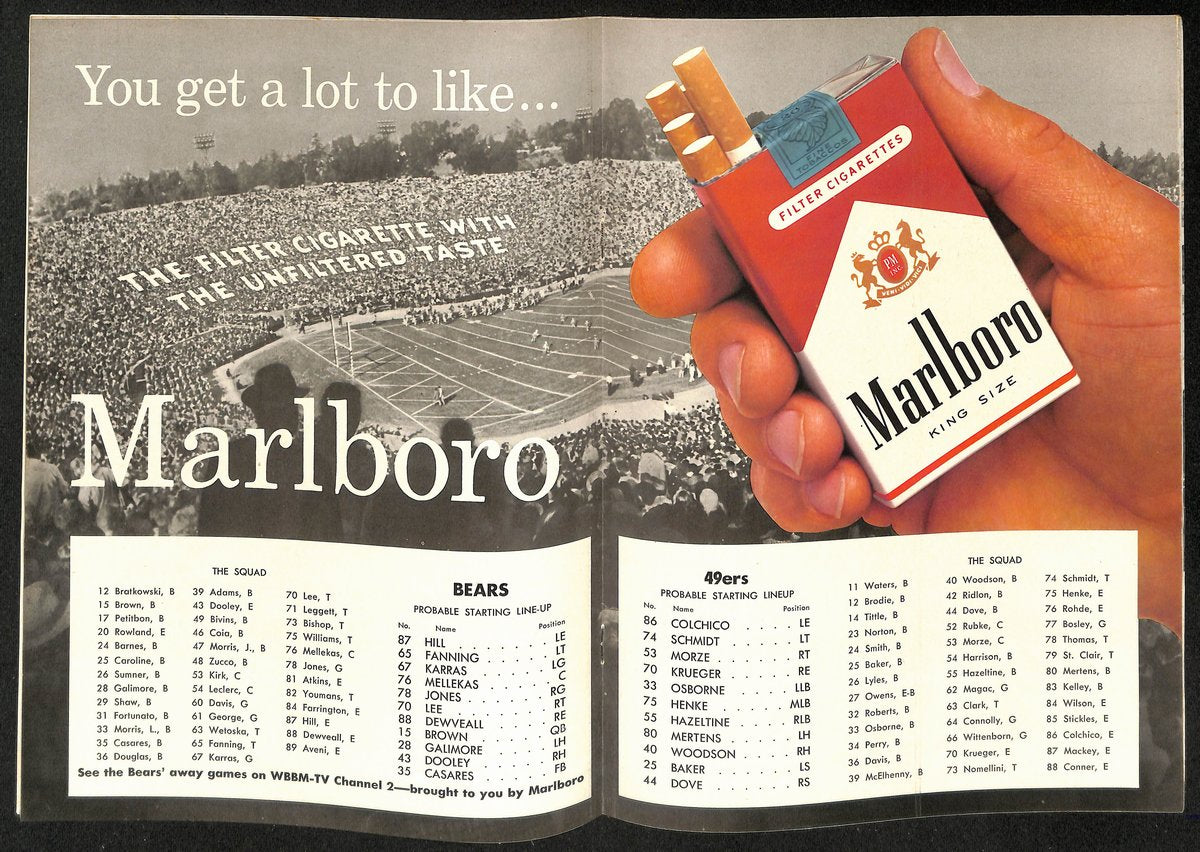 You get a lot to like...
THE FILTER CIGARETTE WITH
THE UNFILTERED TASTE
Marlboro
FINE
TOBACCOS
FILTER CIGARETTES
PM
INC.
VENI·VIDI·VICI
Marlboro
KING SIZE
THE SQUAD
12 Bratkowski, B
15 Brown, B
17 Petitbon, B
20 Rowland, E
24 Barnes, B
25 Caroline, B
26 Sumner, B
28 Galimore, B
29 Shaw, B
31 Fortunato, B
33 Morris, L., B
35 Casares, B
36 Douglas, B
39 Adams, B
43 Dooley, E
49 Bivins, B
46 Coia, B
47 Morris, J., B
48 Zucco, B
53 Kirk, C
54 Leclerc, C
60 Davis, G
61 George, G
63 Wetoska, T
65 Fanning, T
67 Karras, G
70 Lee, T
71 Leggett, T
73 Bishop, T
75 Williams, T
76 Mellekas, C
78 Jones, G
81 Atkins, E
82 Youmans, T
84 Farrington, E
87 Hill, E
88 Dewveall, E
89 Aveni, E
BEARS
PROBABLE STARTING LINE-UP
No. Name Position
87 HILL . . . . . LE
65 FANNING . . . . . LT
67 KARRAS . . . . . LG
76 MELLEKAS . . . . . C
78 JONES . . . . . RG
70 LEE . . . . . RT
88 DEWVEALL . . . . . RE
15 BROWN . . . . . QB
28 GALIMORE . . . . . LH
43 DOOLEY . . . . . RH
35 CASARES . . . . . FB
See the Bears' away games on WBBM-TV Channel 2—brought to you by Marlboro
49ers
PROBABLE STARTING LINEUP
No. Name Position
86 COLCHICO . . . . LE
74 SCHMIDT . . . . LT
53 MORZE . . . . RT
70 KRUEGER . . . . RE
33 OSBORNE . . . . LLB
75 HENKE . . . . MLB
55 HAZELTINE . . . . RLB
80 MERTENS . . . . LH
40 WOODSON . . . . RH
25 BAKER . . . . LS
44 DOVE . . . . RS
THE SQUAD
11 Waters, B
12 Brodie, B
14 Tittle, B
23 Norton, B
24 Smith, B
25 Baker, B
26 Lyles, B
27 Owens, E-B
32 Roberts, B
33 Osborne, B
34 Perry, B
36 Davis, B
39 McElhenny, B
40 Woodson, B
42 Ridlon, B
44 Dove, B
52 Rubke, C
53 Morze, C
54 Harrison, B
55 Hazeltine, B
62 Magac, G
63 Clark, T
64 Connolly, G
66 Wittenborn, G
70 Krueger, E
73 Nomellini, T
74 Schmidt, T
75 Henke, E
76 Rohde, E
77 Bosley, G
78 Thomas, T
79 St. Clair, T
80 Mertens, B
83 Kelley, B
84 Wilson, E
85 Stickles, E
86 Colchico, E
87 Mackey, E
88 Conner, E